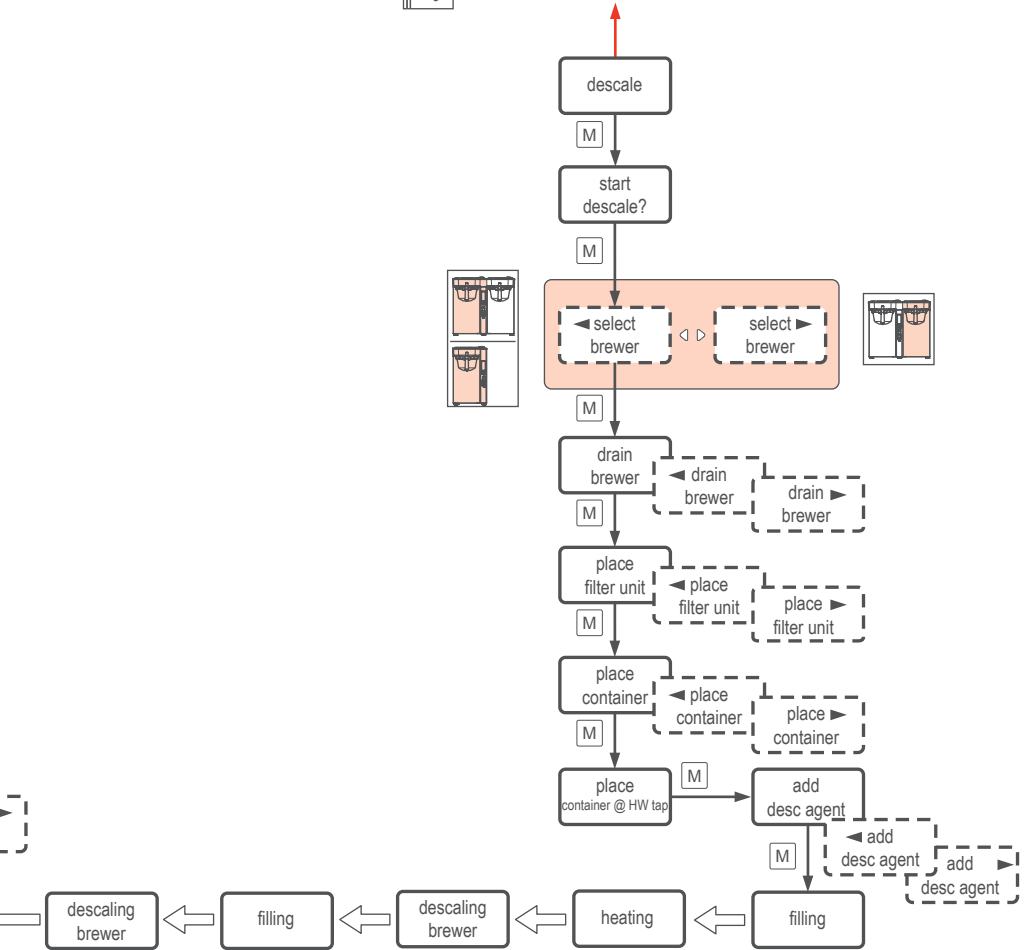 descale
M
start
descale?
M
◄ select
brewer
select ►
brewer
M
drain
brewer
◄ drain
brewer
drain ►
brewer
M
place
filter unit
◄ place
filter unit
place ►
filter unit
M
place
container
◄ place
container
place ►
container
M
place
container @ HW tap
M
add
desc agent
◄ add
desc agent
add ►
desc agent
M
descaling
brewer
filling
descaling
brewer
heating
filling